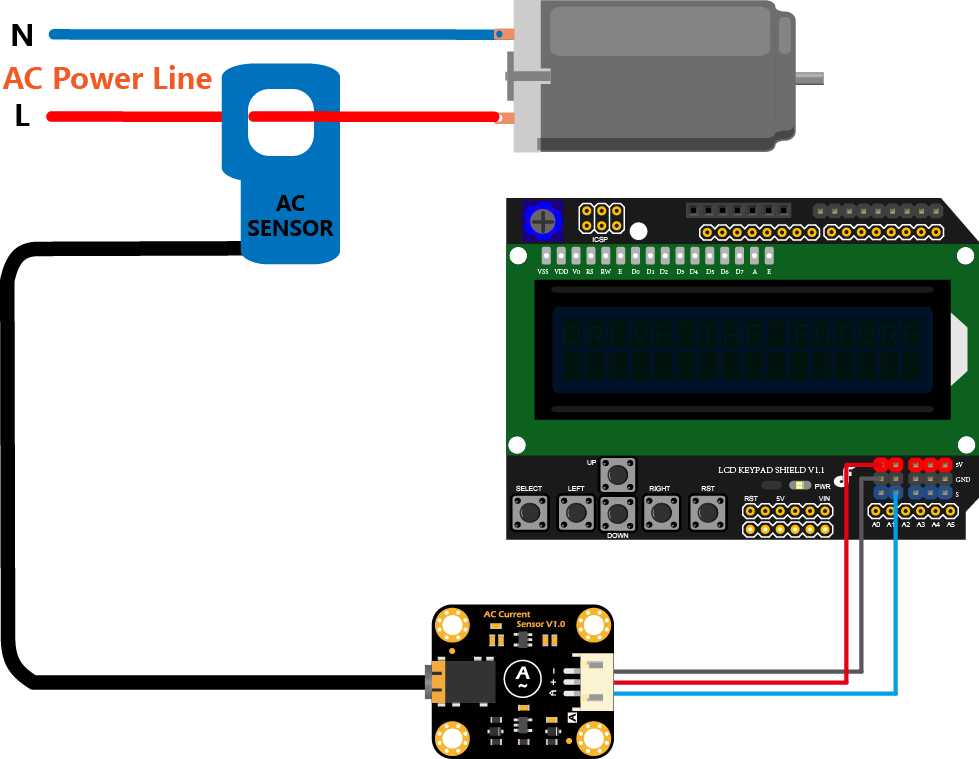 N
AC Power Line
L
AC
SENSOR
ICSP
VSS VDD V0 RS RW E D0 D1 D2 D3 D4 D5 D6 D7 A E
DRIVE THE FUTURE
LCD KEYPAD SHIELD V1.1
5V
GND
S
PWR
UP
SELECT LEFT RIGHT RST
DOWN
RST 5V VIN
A0 A1 A2 A3 A4 A5
AC Current
Sensor V1.0
A
~
- + A
A